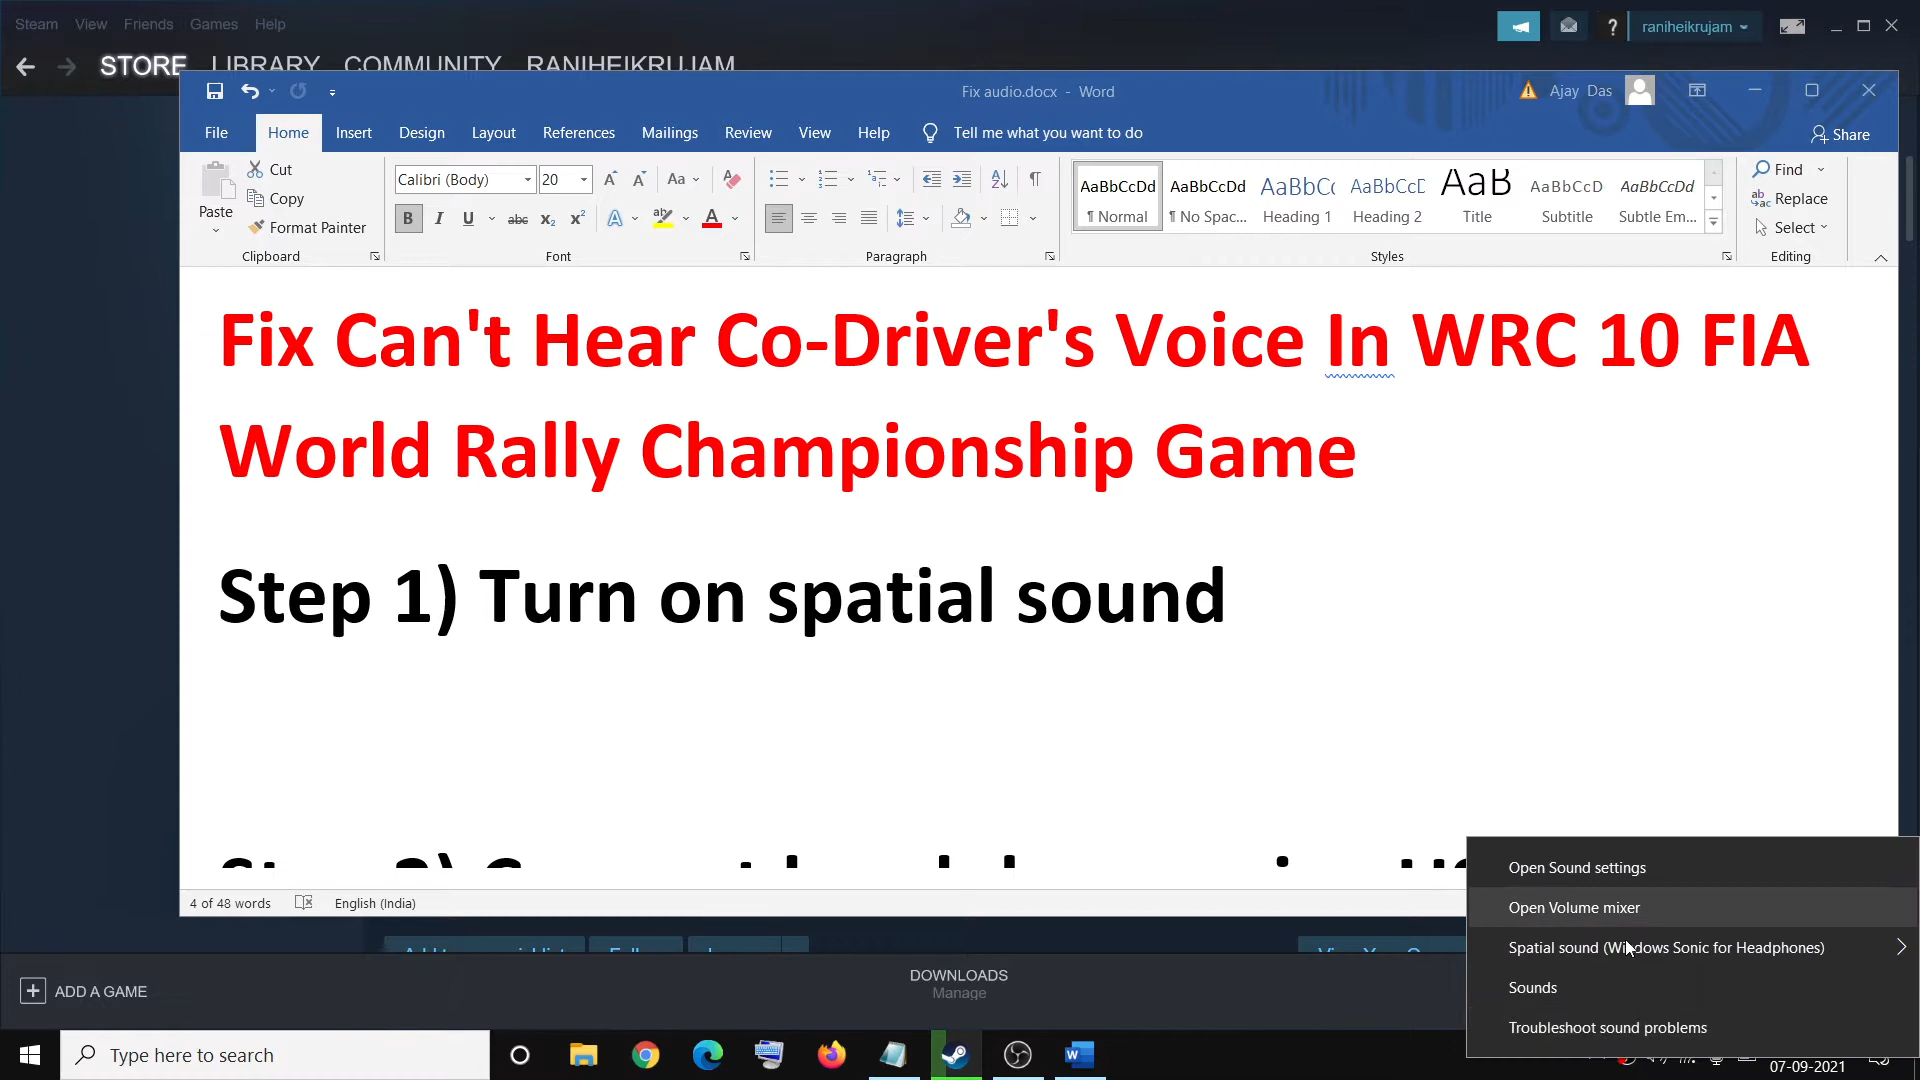 Steam View Friends Games Help
raniheikrujam
STORE LIBRARY COMMUNITY RANIHEIKRUJAM
Fix audio.docx - Word
Ajay Das
File Home Insert Design Layout References Mailings Review View Help Tell me what you want to do
Share
Paste
Cut
Copy
Format Painter
Clipboard
Calibri (Body) 20
Font
Paragraph
AaBbCcDd AaBbCcDd AaBbCc AaBbCcD AaB AaBbCcD AaBbCcDd
¶ Normal ¶ No Spac... Heading 1 Heading 2 Title Subtitle Subtle Em...
Styles
Find
Replace
Select
Editing
Fix Can't Hear Co-Driver's Voice In WRC 10 FIA
World Rally Championship Game
Step 1) Turn on spatial sound
4 of 48 words English (India)
Open Sound settings
Open Volume mixer
Spatial sound (Windows Sonic for Headphones)
Sounds
Troubleshoot sound problems
ADD A GAME
DOWNLOADS
Manage
Type here to search
07-09-2021